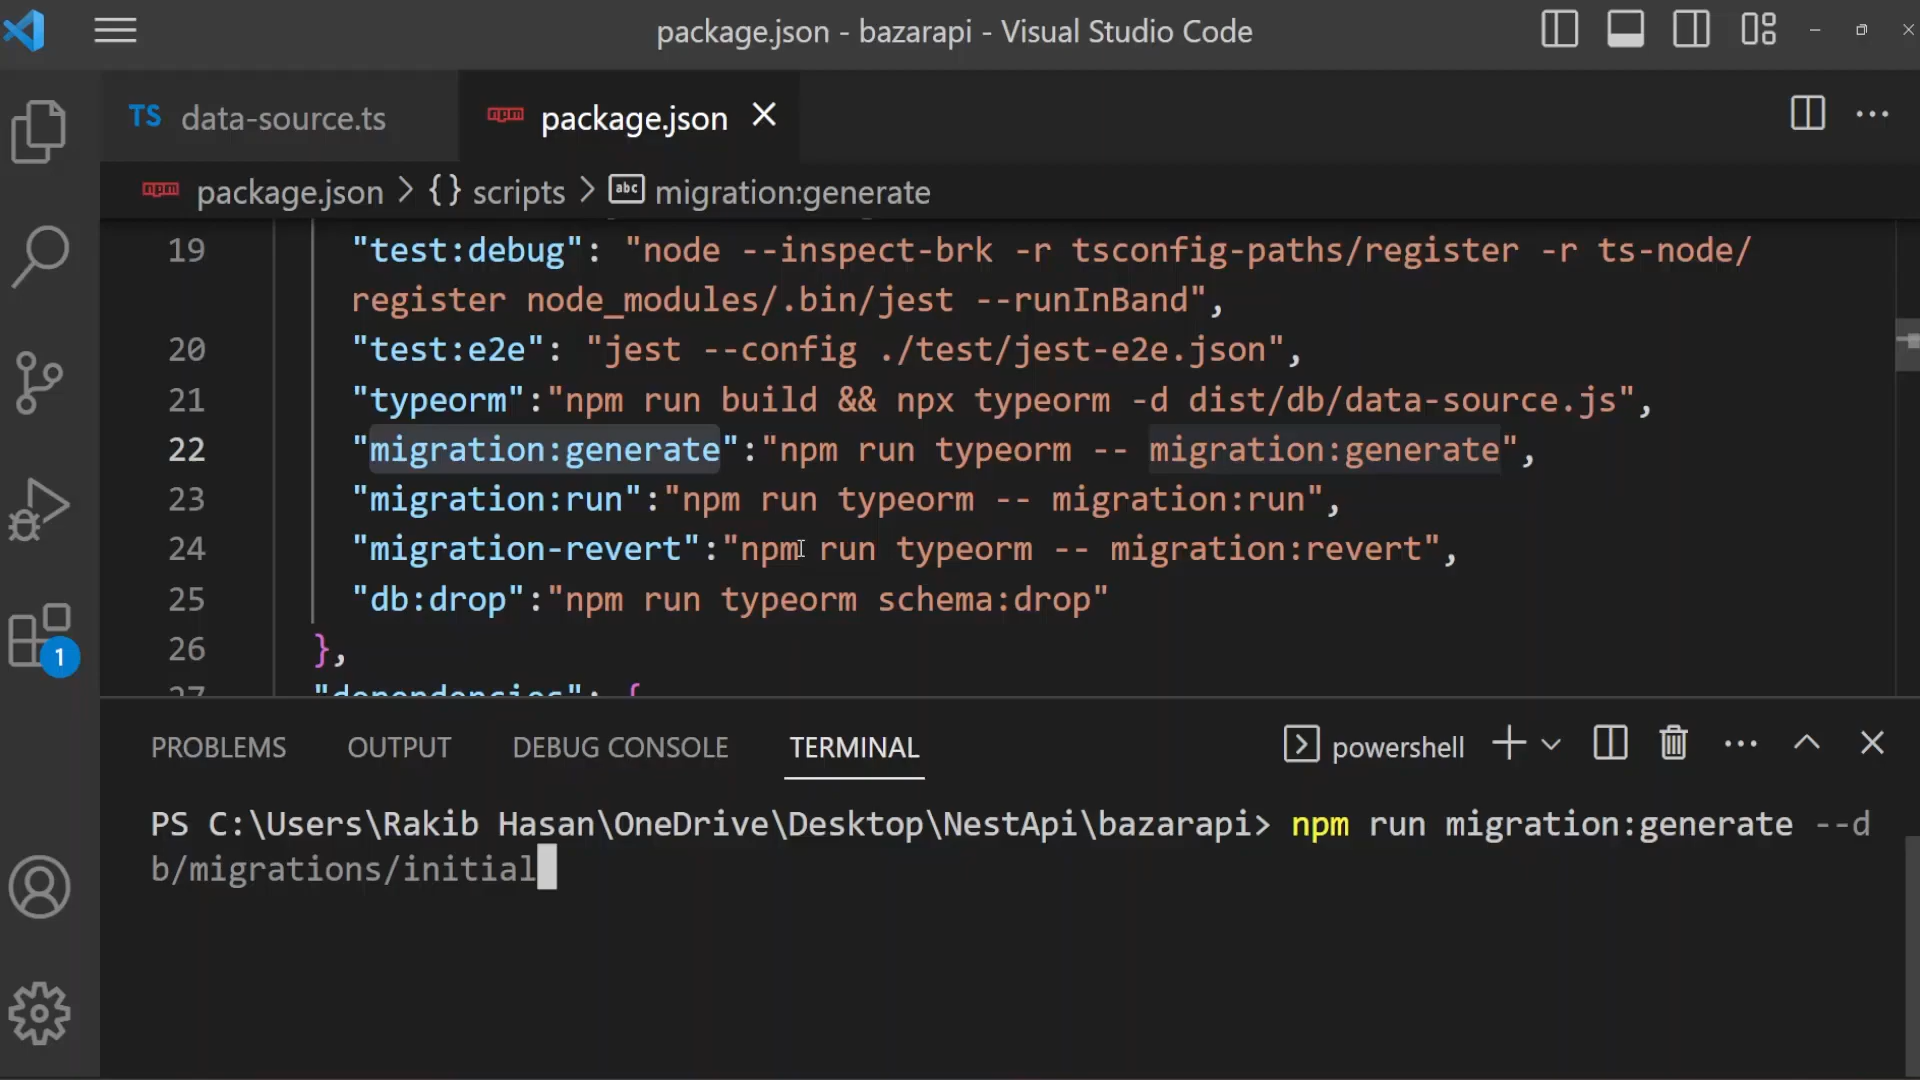 package.json - bazarapi - Visual Studio Code
TS data-source.ts
npm package.json
npm package.json > {} scripts > abc migration:generate
19 "test:debug": "node --inspect-brk -r tsconfig-paths/register -r ts-node/
register node_modules/.bin/jest --runInBand",
20 "test:e2e": "jest --config ./test/jest-e2e.json",
21 "typeorm":"npm run build && npx typeorm -d dist/db/data-source.js",
22 "migration:generate":"npm run typeorm -- migration:generate",
23 "migration:run":"npm run typeorm -- migration:run",
24 "migration-revert":"npm run typeorm -- migration:revert",
25 "db:drop":"npm run typeorm schema:drop"
26 },
27 "dependencies": {
1
PROBLEMS OUTPUT DEBUG CONSOLE TERMINAL powershell
PS C:\Users\Rakib Hasan\OneDrive\Desktop\NestApi\bazarapi> npm run migration:generate --d
b/migrations/initial